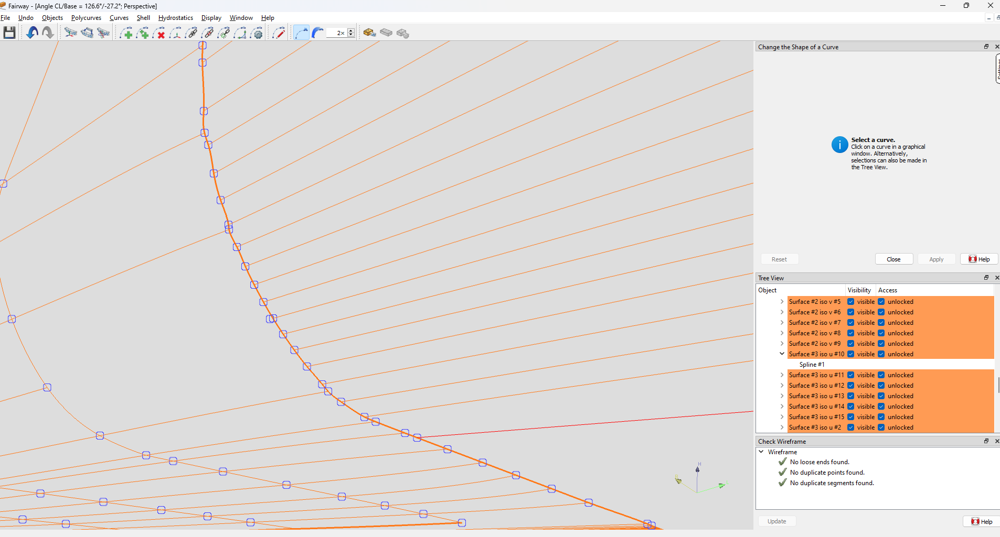 Fairway - [Angle CL/Base = 126.6°/-27.2°; Perspective]
File Undo Objects Polycurves Curves Shell Hydrostatics Display Window Help
2×
Change the Shape of a Curve
Settings
Select a curve.
Click on a curve in a graphical
window. Alternatively,
selections can also be made in
the Tree View.
Reset Close Apply Help
Tree View
Object Visibility Access
Surface #2 iso v #5 visible unlocked
Surface #2 iso v #6 visible unlocked
Surface #2 iso v #7 visible unlocked
Surface #2 iso v #8 visible unlocked
Surface #2 iso v #9 visible unlocked
Surface #3 iso u #10 visible unlocked
Spline #1
Surface #3 iso u #11 visible unlocked
Surface #3 iso u #12 visible unlocked
Surface #3 iso u #13 visible unlocked
Surface #3 iso u #14 visible unlocked
Surface #3 iso u #15 visible unlocked
Surface #3 iso u #2 visible unlocked
Check Wireframe
Wireframe
No loose ends found.
No duplicate points found.
No duplicate segments found.
H
Update Help